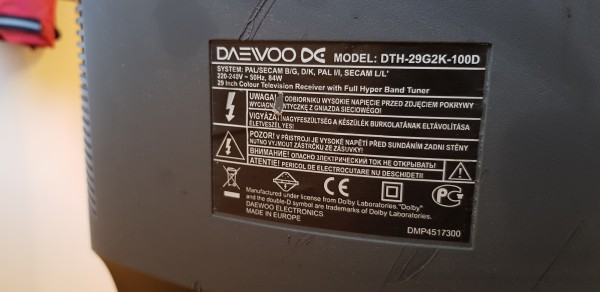 DAEWOO MODEL: DTH-29G2K-100D
SYSTEM: PAL/SECAM B/G, D/K, PAL I/I, SECAM L/L'
220-240V ~ 50Hz, 84W
29 Inch Colour Television Receiver with Full Hyper Band Tuner
UWAGA! ODBIORNIKU WYSOKIE NAPIECIE PRZED ZDJĘCIEM POKRYWY
WYCIĄGNĄ WTYCZKĘ Z GNIAZDA SIECIOWEGO!
VIGYÁZAT! NAGYFESZÜLTSÉG A KÉSZÜLÉK BURKOLATÁNAK ELTÁVOLÍTÁSA
ÉLETVESZÉLYES!
POZOR! V PŘÍSTROJI JE VYSOKÉ NAPĚTÍ PŘED SUNDÁNÍM ZADNÍ STĚNY
NUTNO VYJMOUT ZÁSTRČKU ZE ZÁSUVKY!
ВНИМАНИЕ! ОПАСНО ЭЛЕКТРИЧЕСКИЙ ТОК НЕ ОТКРЫВАТЬ!
ATENTIE! PERICOL DE ELECTROCUTARE NU DESCHIDETI!
CE
Manufactured under license from Dolby Laboratories. "Dolby"
and the double-D symbol are trademarks of Dolby Laboratories.
DAEWOO ELECTRONICS
MADE IN EUROPE
DMP4517300